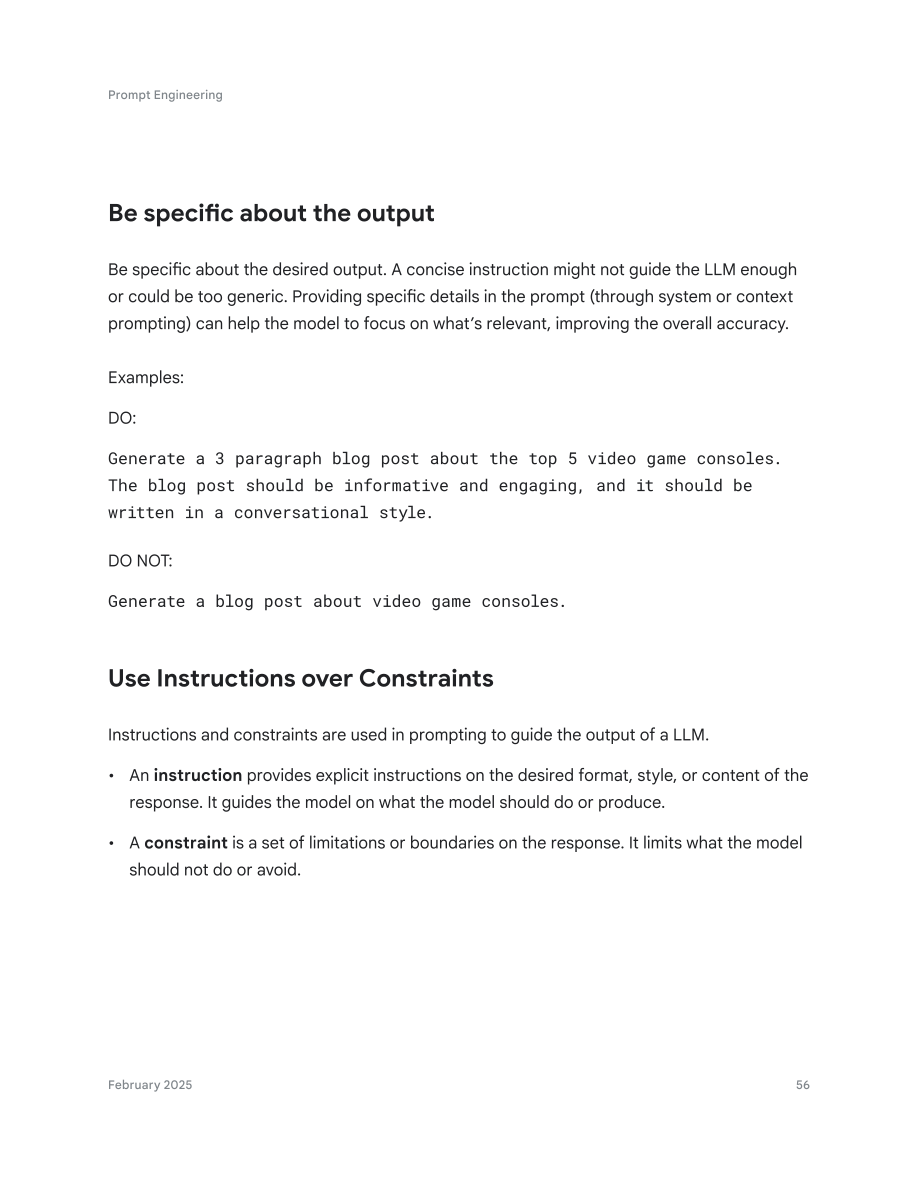 Prompt Engineering
Be specific about the output
Be specific about the desired output. A concise instruction might not guide the LLM enough
or could be too generic. Providing specific details in the prompt (through system or context
prompting) can help the model to focus on what’s relevant, improving the overall accuracy.
Examples:
DO:
Generate a 3 paragraph blog post about the top 5 video game consoles.
The blog post should be informative and engaging, and it should be
written in a conversational style.
DO NOT:
Generate a blog post about video game consoles.
Use Instructions over Constraints
Instructions and constraints are used in prompting to guide the output of a LLM.
• An instruction provides explicit instructions on the desired format, style, or content of the
response. It guides the model on what the model should do or produce.
• A constraint is a set of limitations or boundaries on the response. It limits what the model
should not do or avoid.
February 2025 56